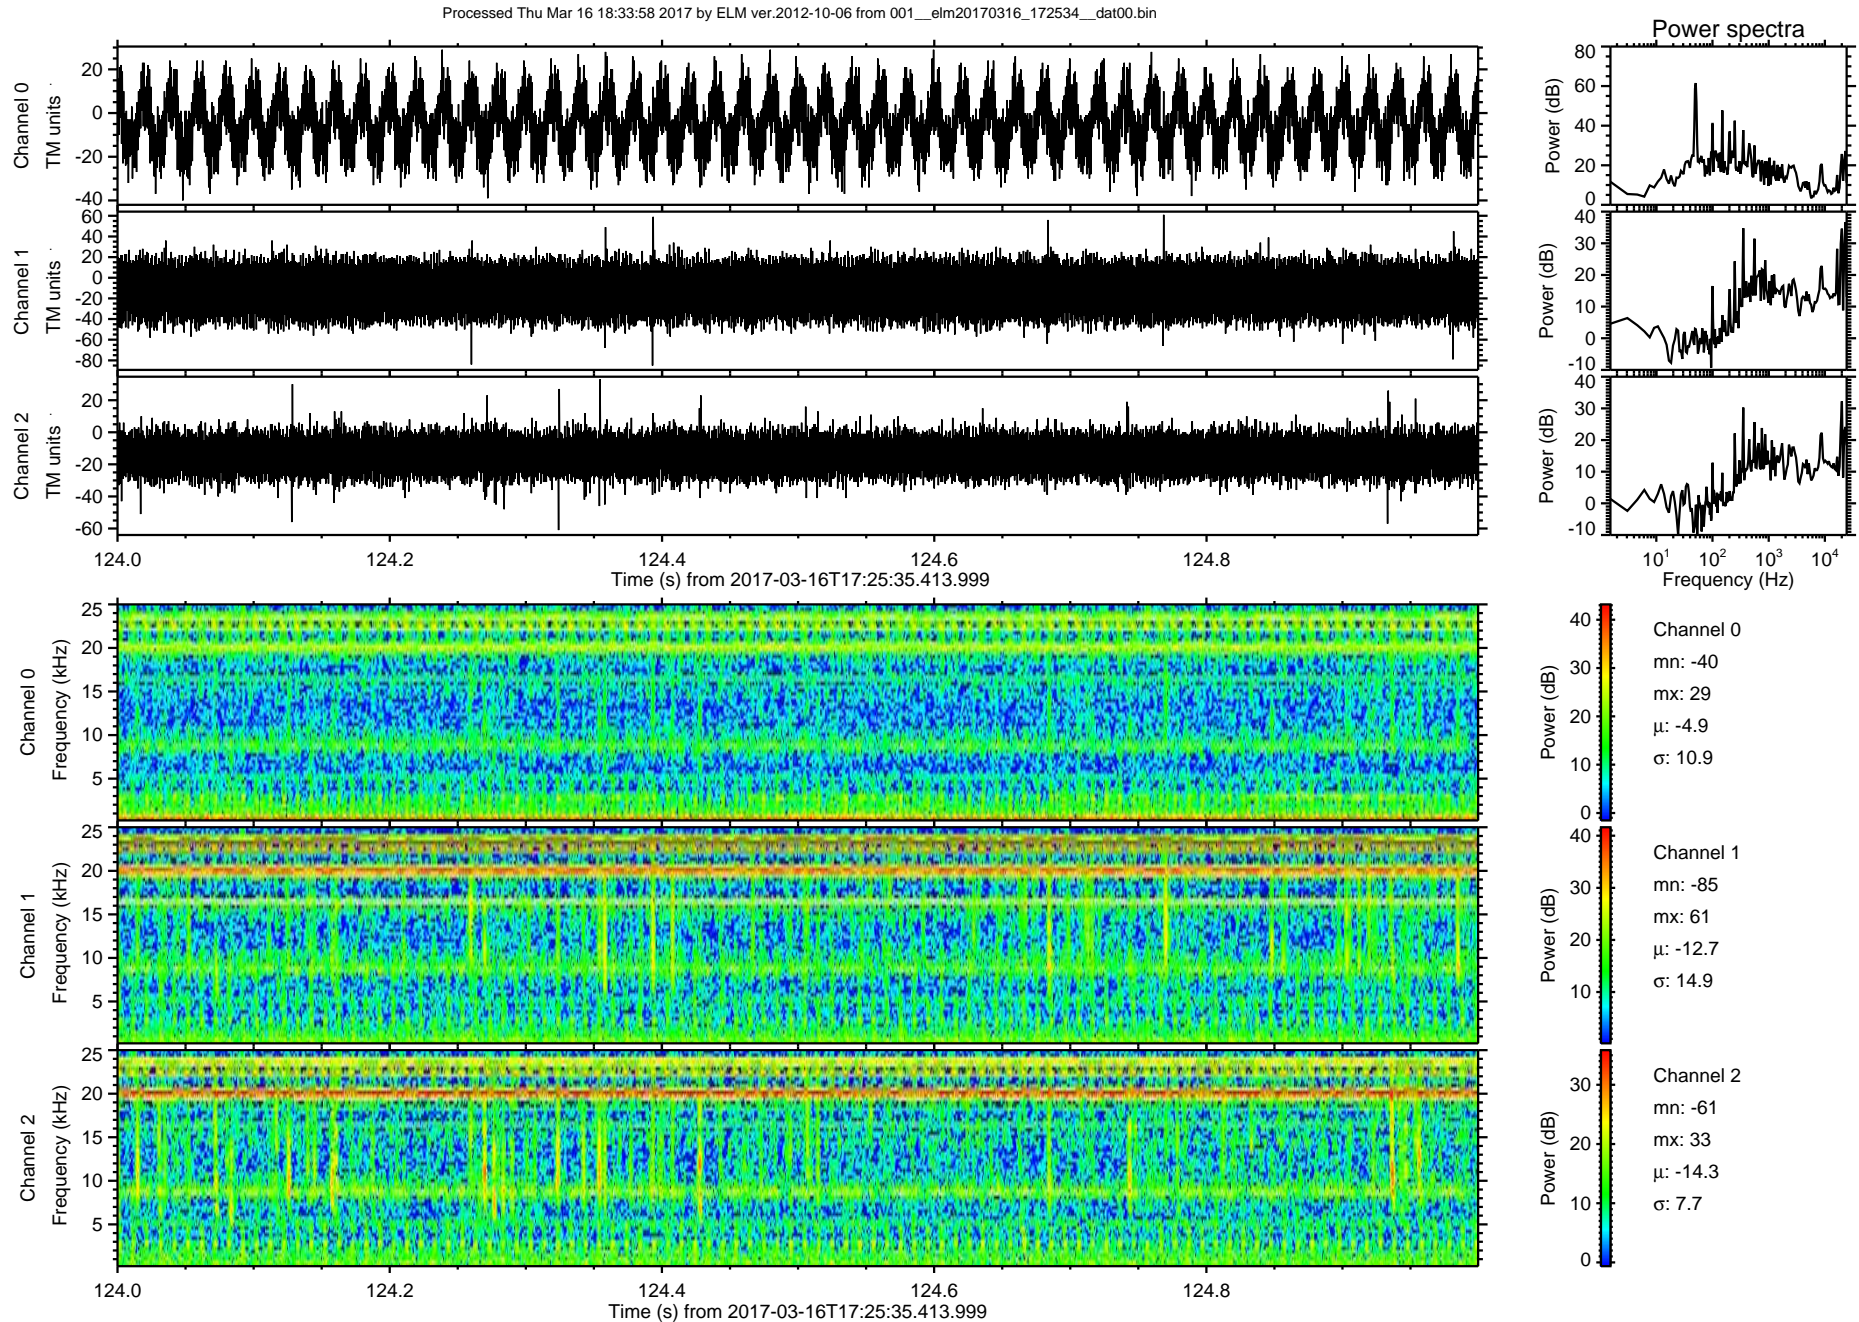 Processed Thu Mar 16 18:33:58 2017 by ELM ver.2012-10-06 from 001__elm20170316_172534__dat00.bin
Power spectra
Channel 0
TM units
20
0
-20
-40
Power (dB)
80
60
40
20
0
Channel 1
TM units
60
40
20
0
-20
-40
-60
-80
Power (dB)
40
30
20
10
0
-10
Channel 2
TM units
20
0
-20
-40
-60
Power (dB)
40
30
20
10
0
-10
124.0 124.2 124.4 124.6 124.8
Time (s) from 2017-03-16T17:25:35.413.999
10^1 10^2 10^3 10^4
Frequency (Hz)
Channel 0
Frequency (kHz)
25
20
15
10
5
Power (dB)
40
30
20
10
0
Channel 0
mn: -40
mx: 29
μ: -4.9
σ: 10.9
Channel 1
Frequency (kHz)
25
20
15
10
5
Power (dB)
40
30
20
10
Channel 1
mn: -85
mx: 61
μ: -12.7
σ: 14.9
Channel 2
Frequency (kHz)
25
20
15
10
5
Power (dB)
30
20
10
0
Channel 2
mn: -61
mx: 33
μ: -14.3
σ: 7.7
124.0 124.2 124.4 124.6 124.8
Time (s) from 2017-03-16T17:25:35.413.999